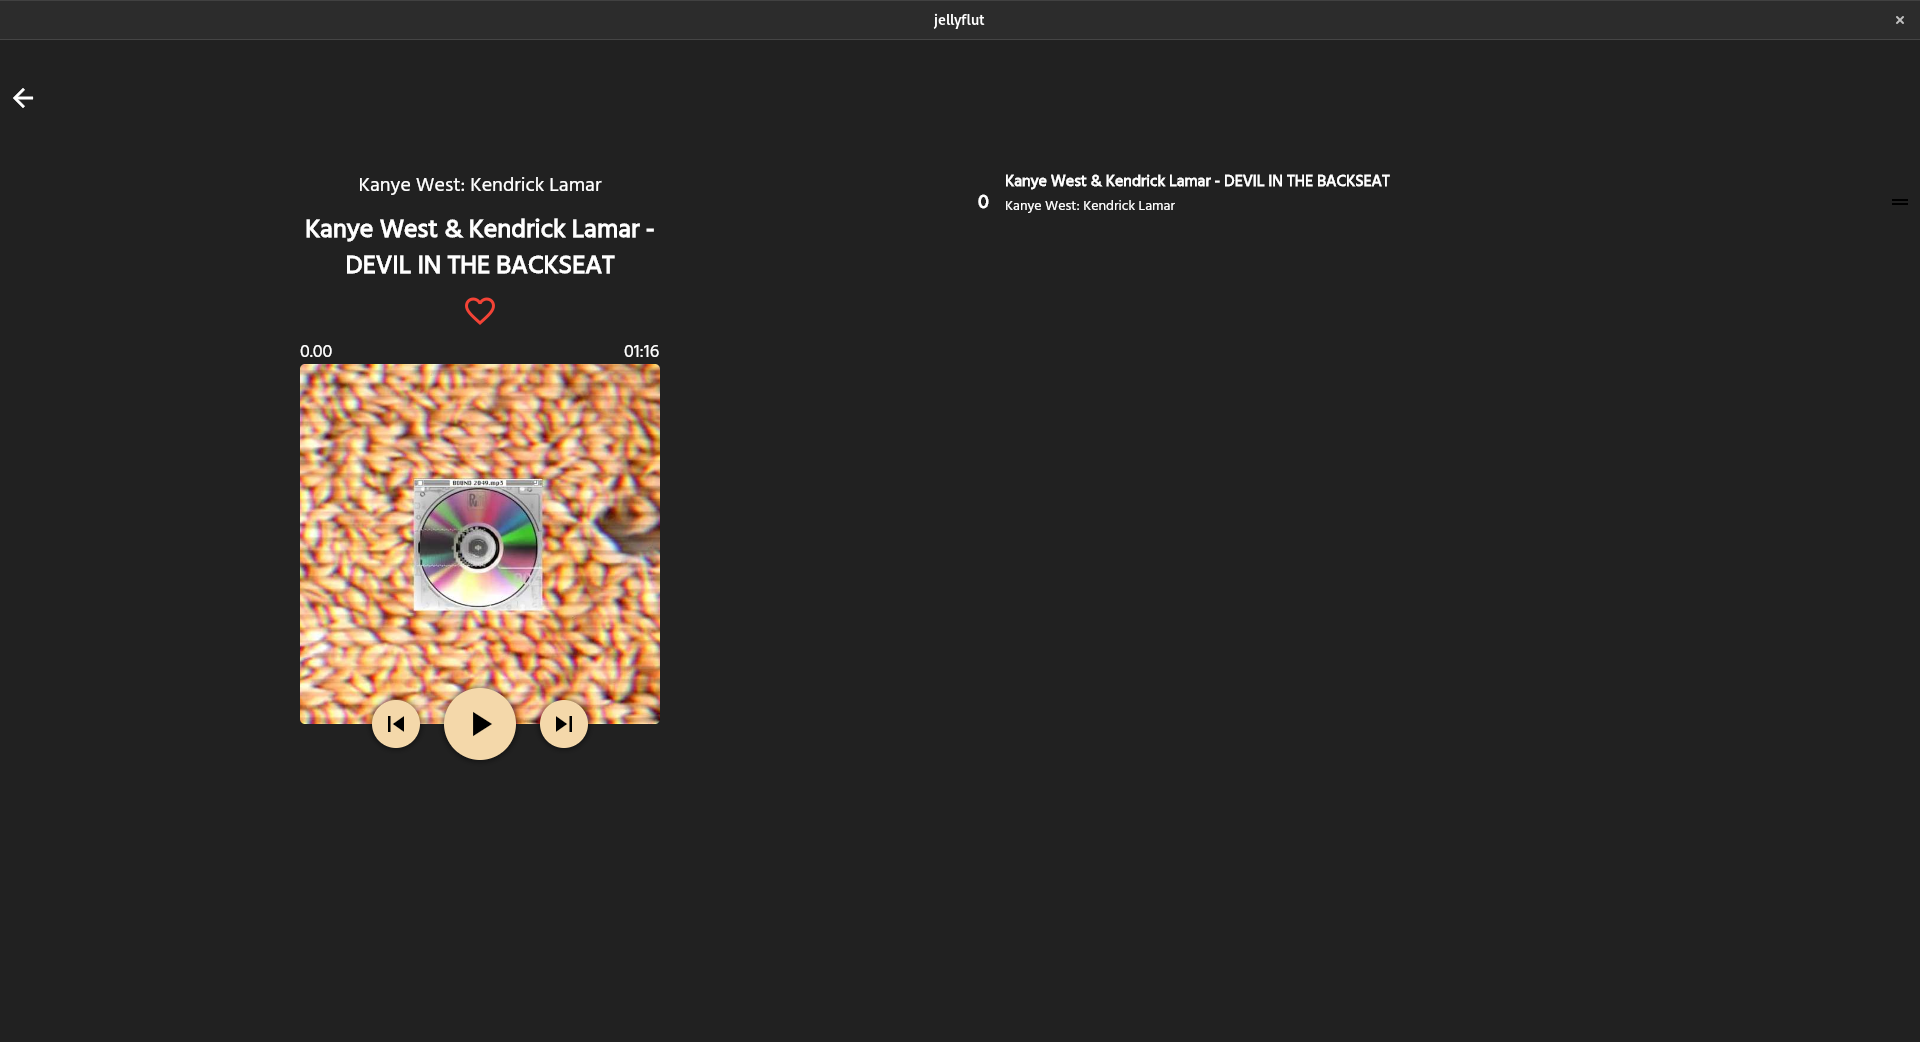 jellyflut
Kanye West: Kendrick Lamar
Kanye West & Kendrick Lamar -
DEVIL IN THE BACKSEAT
0.00 01:16
BOUND 2049.mp3
0
Kanye West & Kendrick Lamar - DEVIL IN THE BACKSEAT
Kanye West: Kendrick Lamar